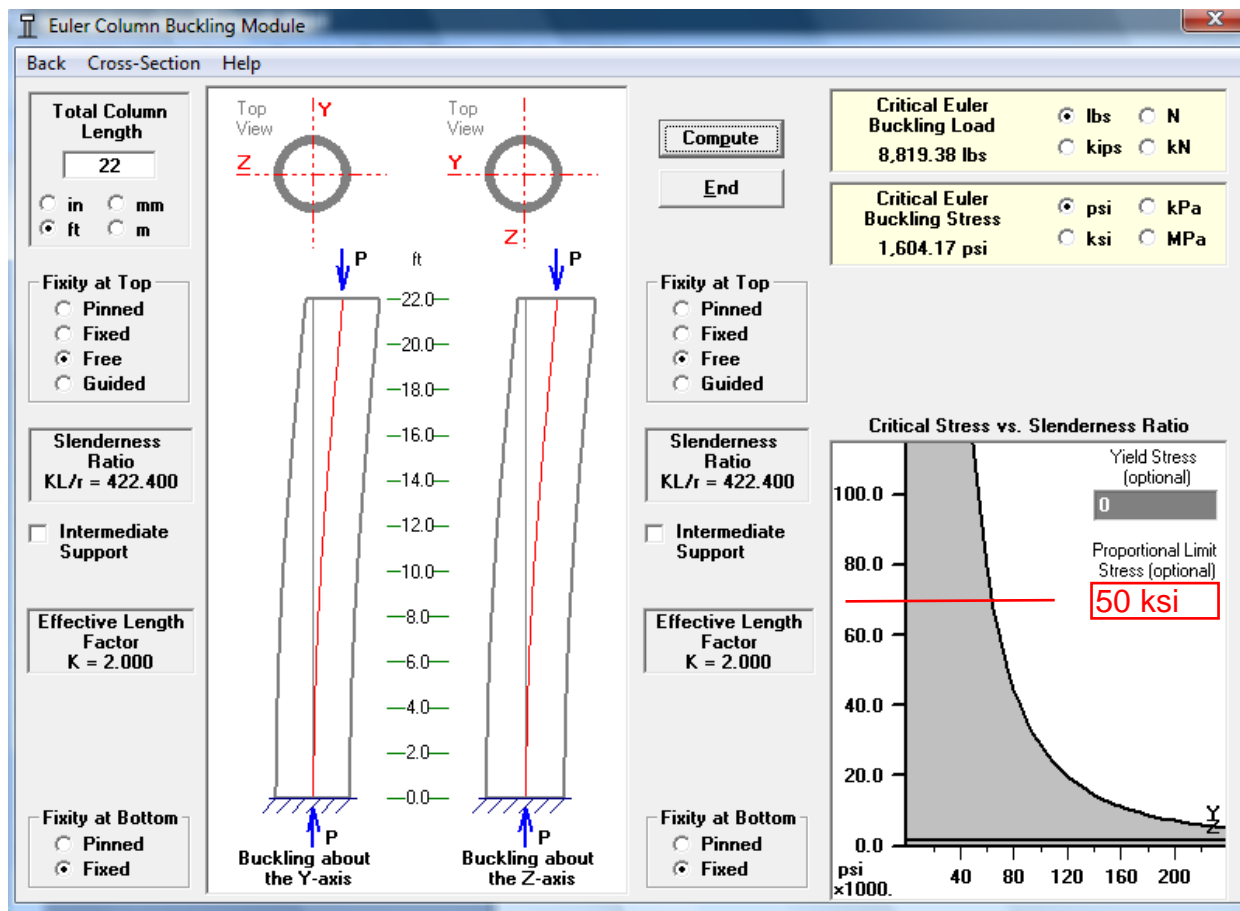 Euler Column Buckling Module
Back Cross-Section Help
Total Column
Length
22
in mm
ft m
Fixity at Top
Pinned
Fixed
Free
Guided
Slenderness
Ratio
KL/r = 422.400
Intermediate
Support
Effective Length
Factor
K = 2.000
Fixity at Bottom
Pinned
Fixed
Top
View
Y
Z
Top
View
Y
Z
P
ft
P
22.0
20.0
18.0
16.0
14.0
12.0
10.0
8.0
6.0
4.0
2.0
0.0
P
P
Buckling about
the Y-axis
Buckling about
the Z-axis
Compute
End
Fixity at Top
Pinned
Fixed
Free
Guided
Slenderness
Ratio
KL/r = 422.400
Intermediate
Support
Effective Length
Factor
K = 2.000
Fixity at Bottom
Pinned
Fixed
Critical Euler
Buckling Load
8,819.38 lbs
lbs N
kips kN
Critical Euler
Buckling Stress
1,604.17 psi
psi kPa
ksi MPa
Critical Stress vs. Slenderness Ratio
Yield Stress
(optional)
0
Proportional Limit
Stress (optional)
50 ksi
100.0
80.0
60.0
40.0
20.0
0.0
Y
Z
psi
×1000.
40 80 120 160 200